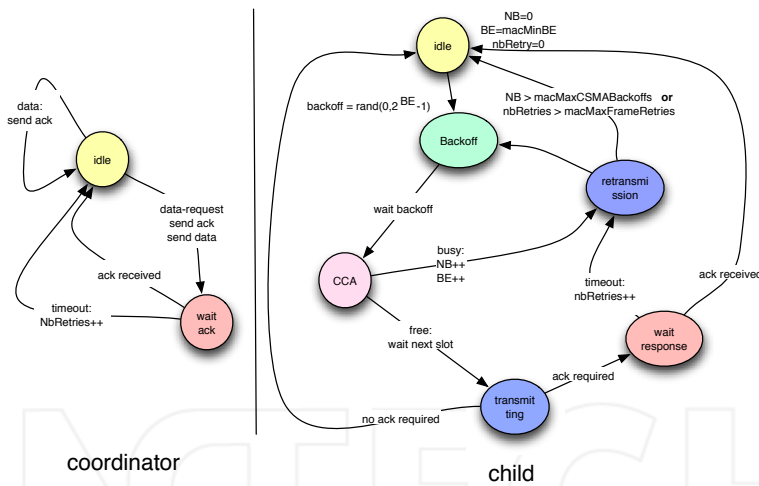 data:
send ack
idle
data-request
send ack
send data
ack received
timeout:
NbRetries++
wait
ack
coordinator
NB=0
BE=macMinBE
nbRetry=0
idle
backoff = rand(0,2^BE-1)
NB > macMaxCSMABackoffs or
nbRetries > macMaxFrameRetries
Backoff
retransmi
ssion
wait backoff
busy:
NB++
BE++
CCA
timeout:
nbRetries++
ack received
free:
wait next slot
wait
response
ack required
transmit
ting
no ack required
child